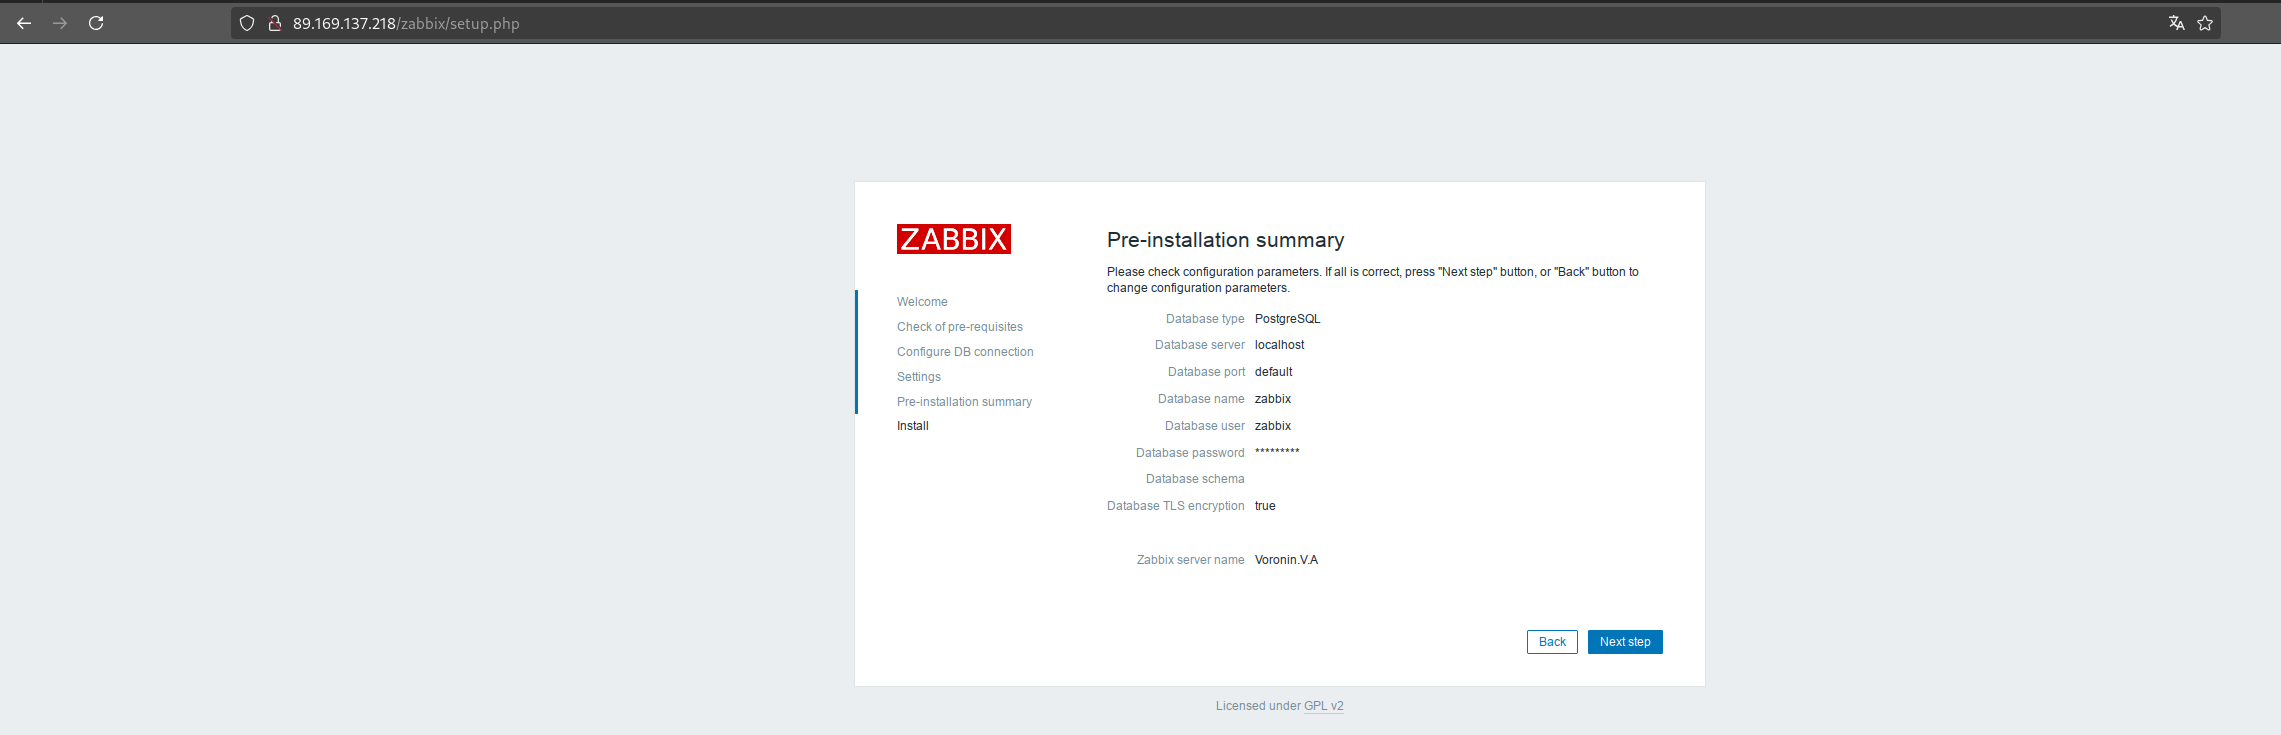 89.169.137.218/zabbix/setup.php
ZABBIX
Welcome
Check of pre-requisites
Configure DB connection
Settings
Pre-installation summary
Install
Pre-installation summary
Please check configuration parameters. If all is correct, press "Next step" button, or "Back" button to
change configuration parameters.
Database type PostgreSQL
Database server localhost
Database port default
Database name zabbix
Database user zabbix
Database password *********
Database schema
Database TLS encryption true
Zabbix server name Voronin.V.A
Back Next step
Licensed under GPL v2